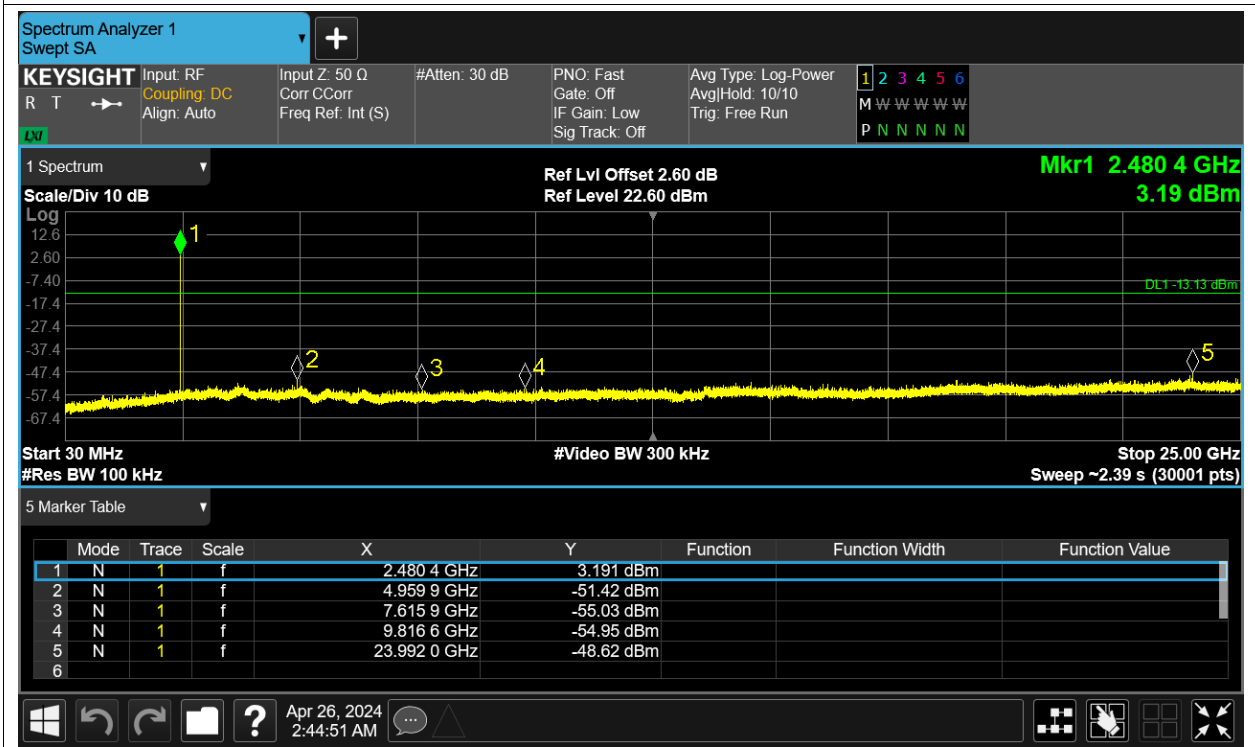 Spectrum Analyzer 1
Swept SA
+
KEYSIGHT Input: RF Input Z: 50 Ω #Atten: 30 dB PNO: Fast Avg Type: Log-Power 1 2 3 4 5 6
R T Coupling: DC Corr CCorr Gate: Off Avg|Hold: 10/10 M W W W W W
Align: Auto Freq Ref: Int (S) IF Gain: Low Trig: Free Run
LXI Sig Track: Off P N N N N N
1 Spectrum Ref Lvl Offset 2.60 dB Mkr1 2.480 4 GHz
Scale/Div 10 dB Ref Level 22.60 dBm 3.19 dBm
Log
12.6 1
2.60
-7.40
DL1 -13.13 dBm
-17.4
-27.4
-37.4 2 3 4 5
-47.4
-57.4
-67.4
Start 30 MHz #Video BW 300 kHz Stop 25.00 GHz
#Res BW 100 kHz Sweep ~2.39 s (30001 pts)
5 Marker Table
Mode Trace Scale X Y Function Function Width Function Value
1 N 1 f 2.480 4 GHz 3.191 dBm
2 N 1 f 4.959 9 GHz -51.42 dBm
3 N 1 f 7.615 9 GHz -55.03 dBm
4 N 1 f 9.816 6 GHz -54.95 dBm
5 N 1 f 23.992 0 GHz -48.62 dBm
6
? Apr 26, 2024
2:44:51 AM